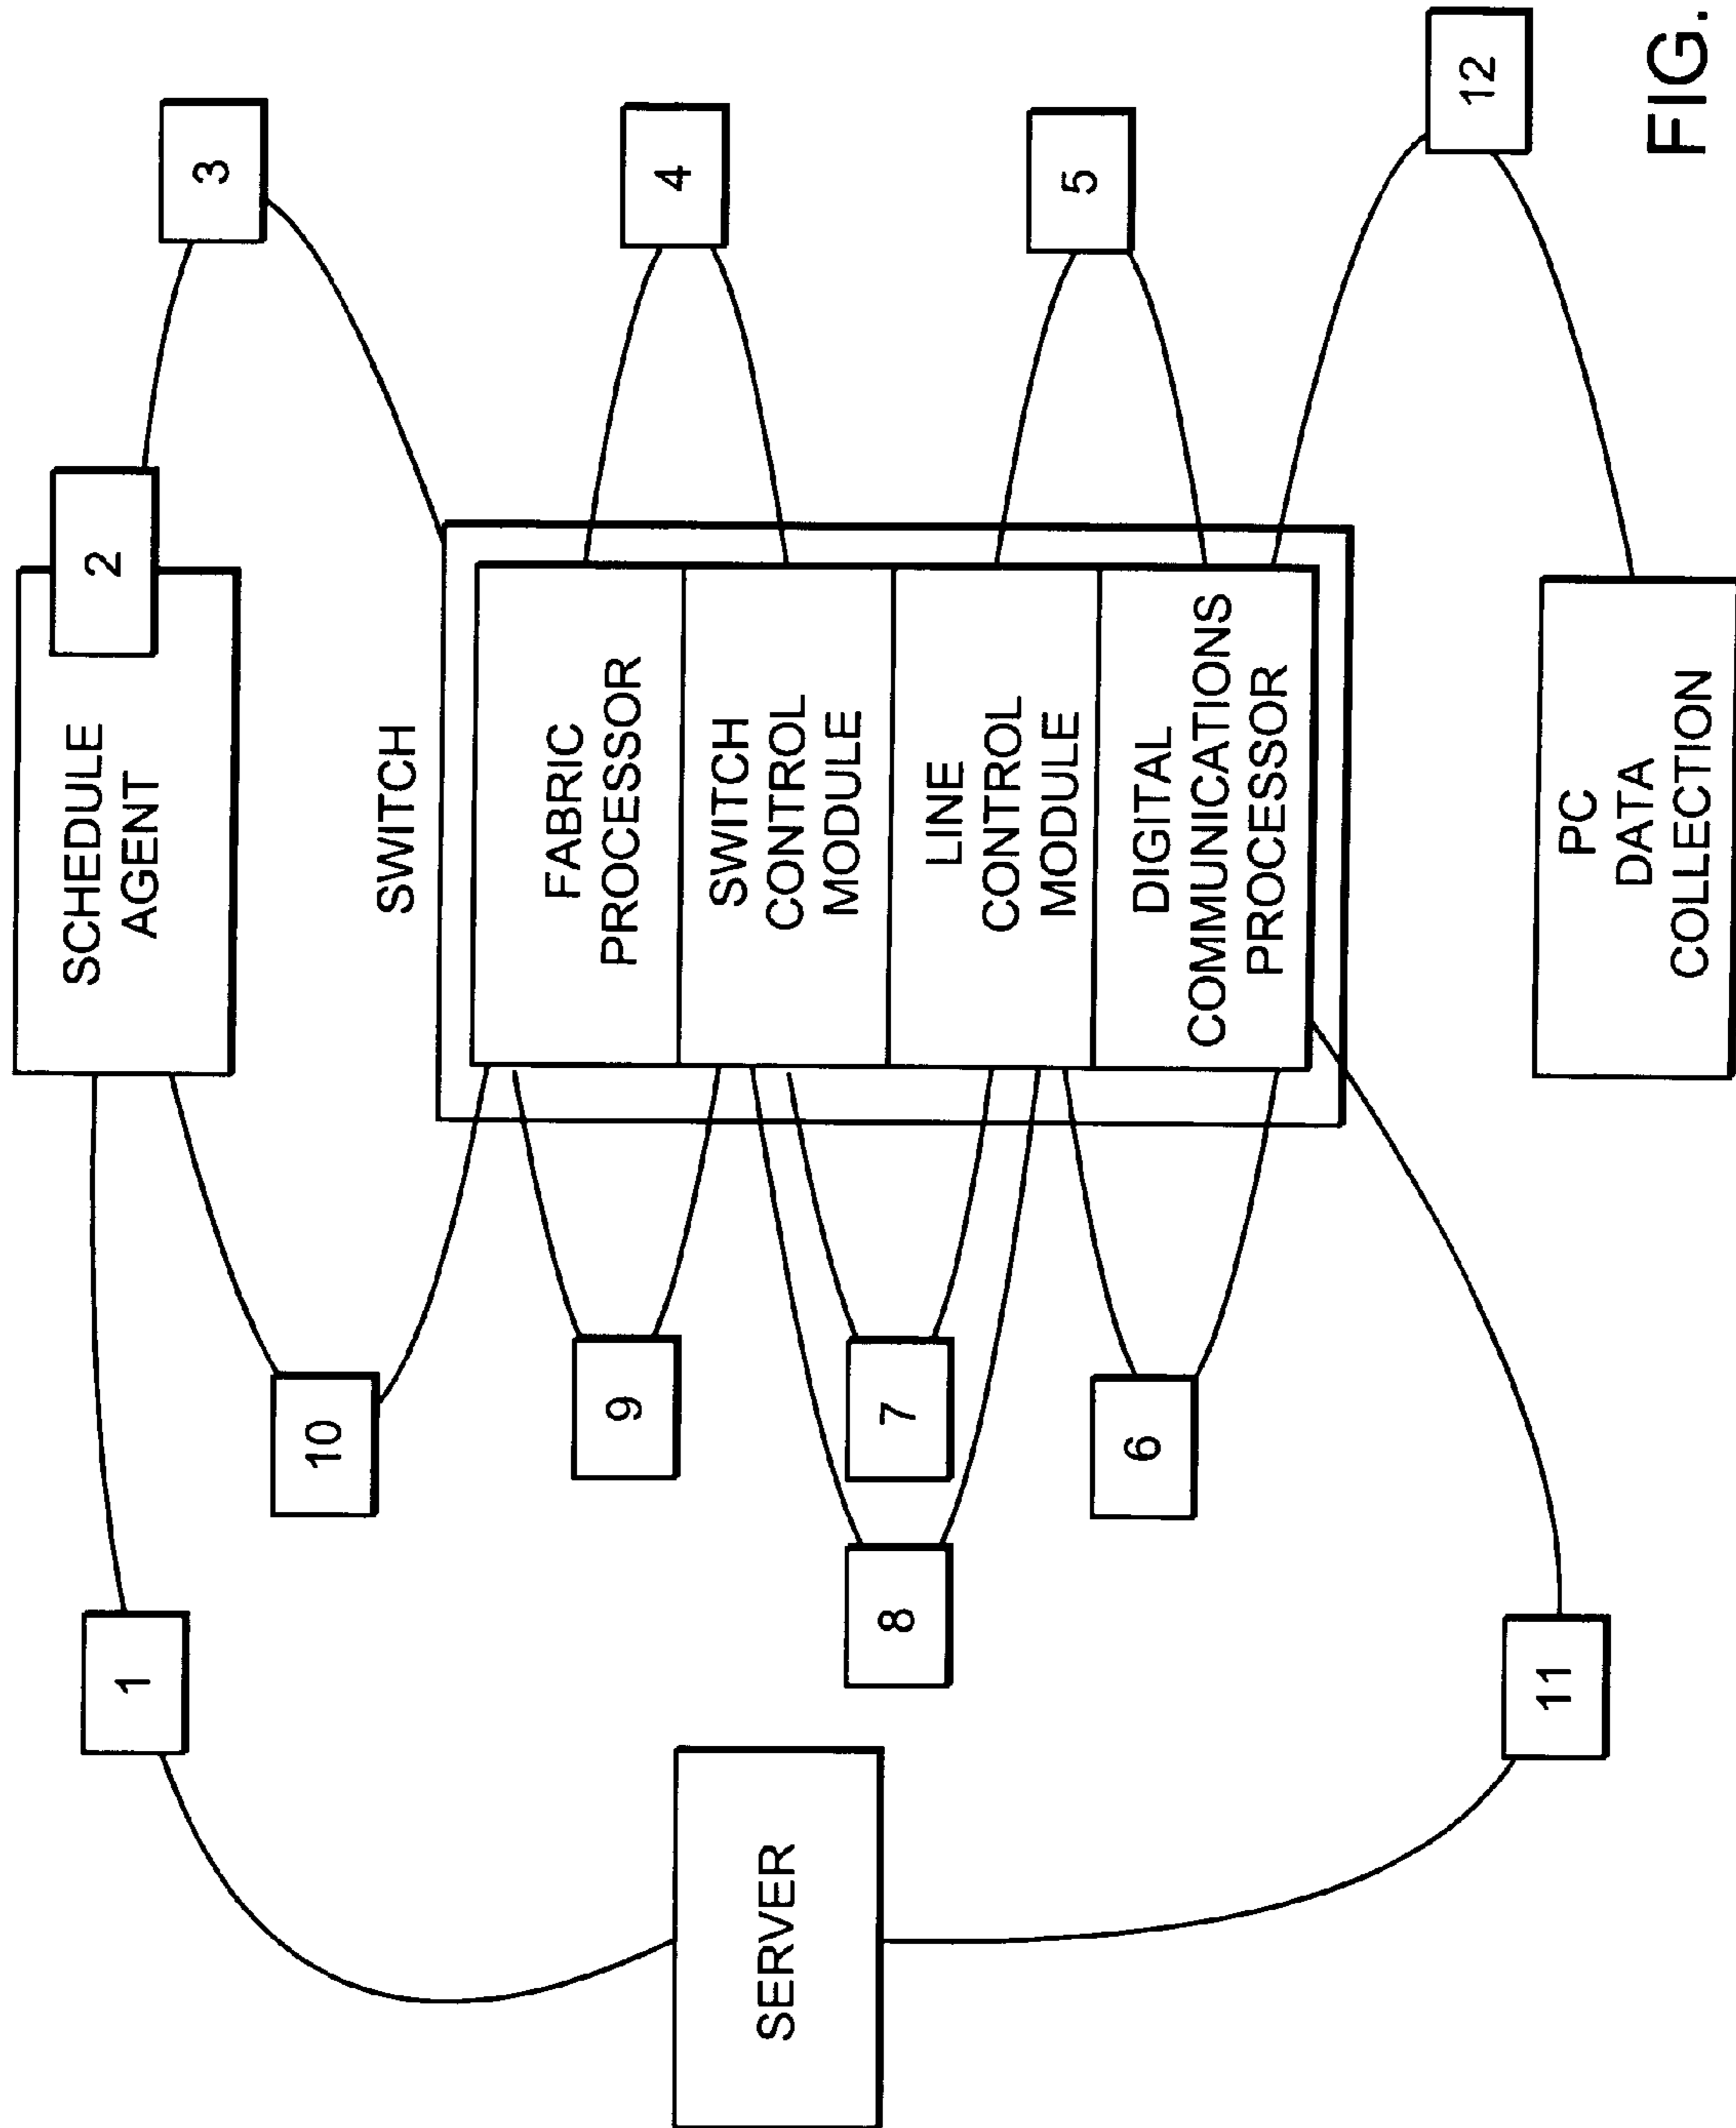 SCHEDULE
AGENT
2
3
1
10
SWITCH
FABRIC
PROCESSOR
SWITCH
CONTROL
MODULE
LINE
CONTROL
MODULE
DIGITAL
COMMUNICATIONS
PROCESSOR
4
5
9
7
8
6
SERVER
11
12
PC
DATA
COLLECTION
FIG.